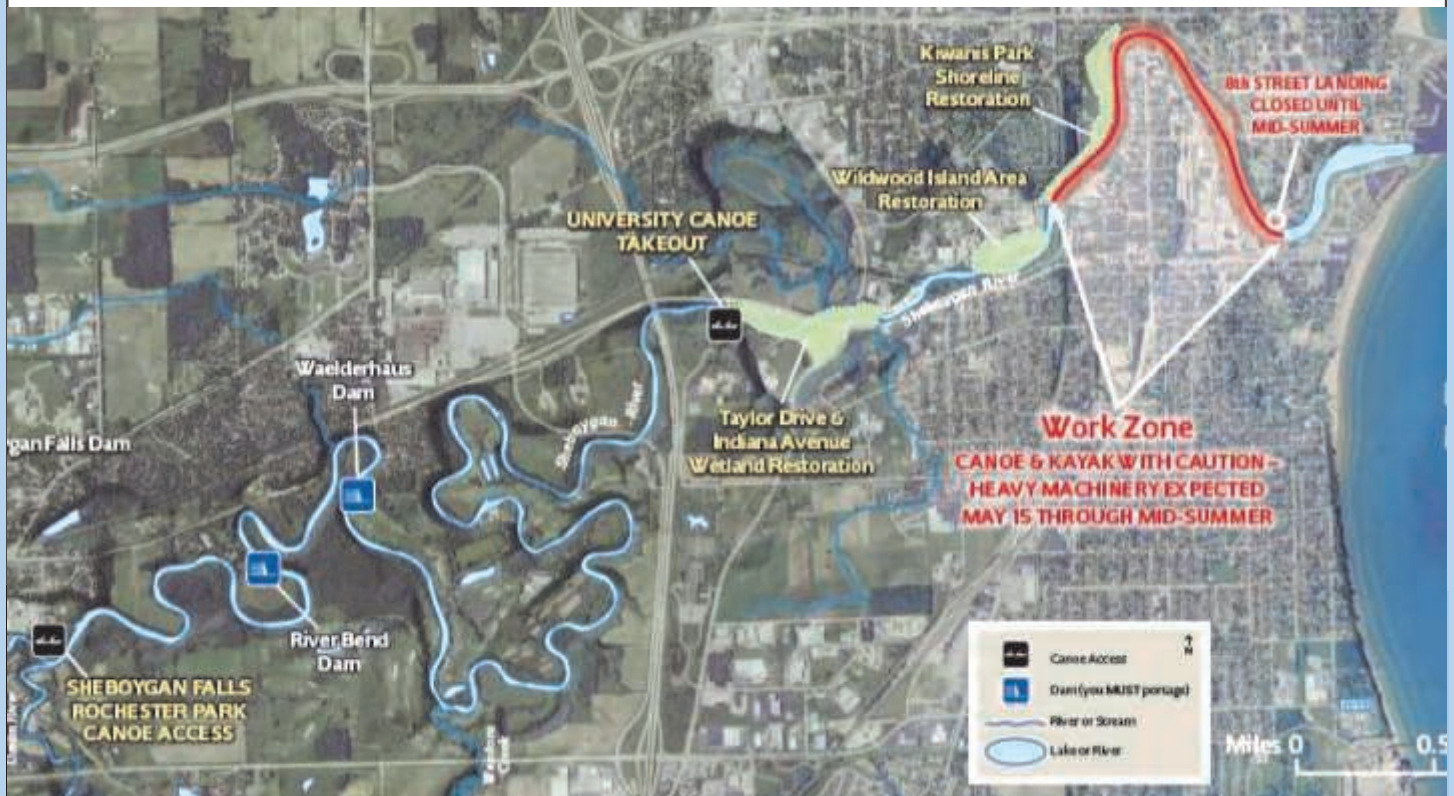 Kiwanis Park
Shoreline
Restoration
8th STREET LANDING
CLOSED UNTIL
MID-SUMMER
Wildwood Island Area
Restoration
UNIVERSITY CANOE
TAKEOUT
Sheboygan River
Waelderhaus
Dam
gan Falls Dam
Sheboygan River
Taylor Drive &
Indiana Avenue
Wetland Restoration
Work Zone
CANOE & KAYAK WITH CAUTION -
HEAVY MACHINERY EXPECTED
MAY 15 THROUGH MID-SUMMER
River Bend
Dam
SHEBOYGAN FALLS
ROCHESTER PARK
CANOE ACCESS
Creek
N
Canoe Access
Dam (you MUST portage)
River or Stream
Lake or River
Miles 0 0.5